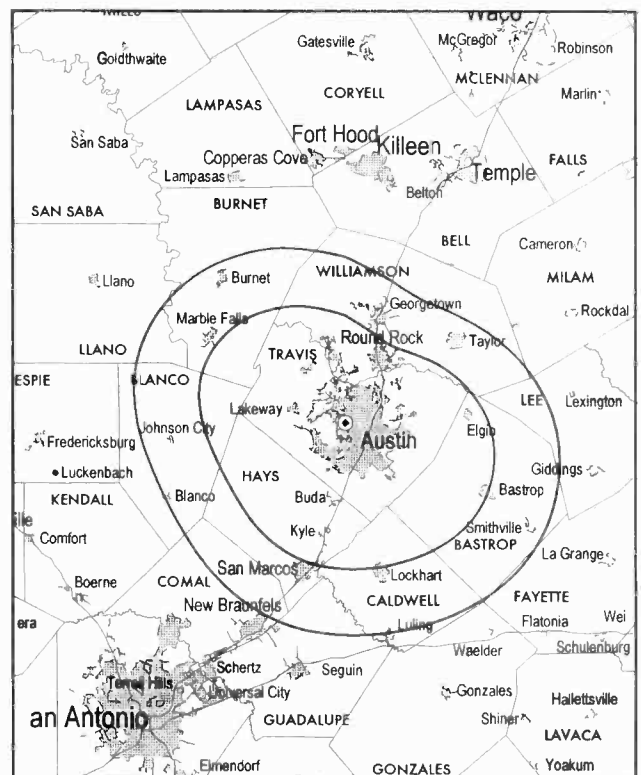 Waco
Goldthwaite
Gatesville
McGregor
Robinson
MCLENNAN
LAMPASAS
CORYELL
Marlin
San Saba
Fort Hood
Killeen
Copperas Cove
Temple
FALLS
Lampasas
Belton
BURNET
SAN SABA
BELL
Cameron
WILLIAMSON
MILAM
Llano
Burnet
Georgetown
Rockdal
Marble Falls
Round Rock
Taylor
LLANO
TRAVIS
ESPIE
BLANCO
LEE
Lexington
Lakeway
Johnson City
Elgin
Austin
Fredericksburg
Luckenbach
HAYS
Giddings
KENDALL
Blanco
Buda
Bastrop
ille
Kyle
Smithville
Comfort
BASTROP
La Grange
San Marcos
Boerne
COMAL
Lockhart
New Braunfels
CALDWELL
FAYETTE
era
Luling
Flatonia
Wei
Waelder
Schulenburg
Schertz
Seguin
Terrell Hills
Universal City
Gonzales
Hallettsville
an Antonio
GUADALUPE
Shiner
LAVACA
Elmendorf
GONZALES
Yoakum